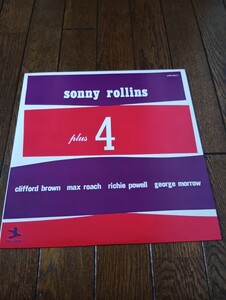 sonny rollins
plus 4
clifford brown max roach richie powell george morrow